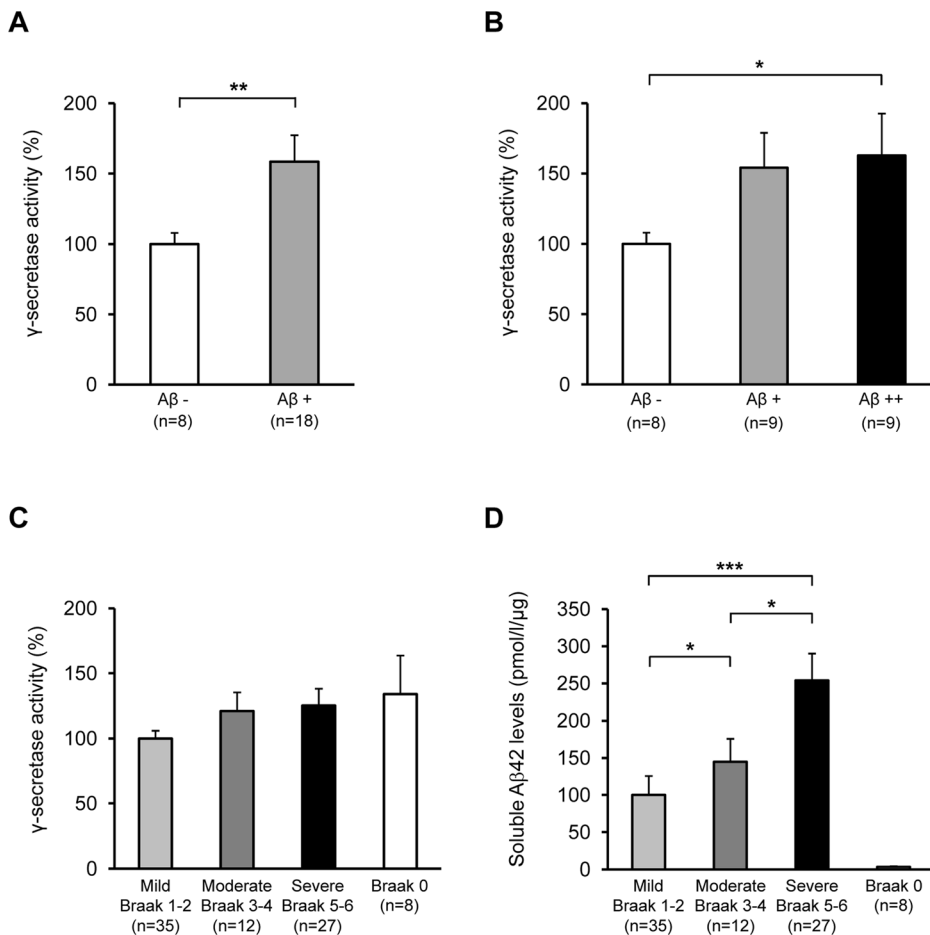 A
γ-secretase activity (%)
200
150
100
50
0
**
Aβ -
(n=8)
Aβ +
(n=18)
B
γ-secretase activity (%)
200
150
100
50
0
*
Aβ -
(n=8)
Aβ +
(n=9)
Aβ ++
(n=9)
C
γ-secretase activity (%)
200
150
100
50
0
Mild
Braak 1-2
(n=35)
Moderate
Braak 3-4
(n=12)
Severe
Braak 5-6
(n=27)
Braak 0
(n=8)
D
Soluble Aβ42 levels (pmol/l/µg)
350
300
250
200
150
100
50
0
***
*
*
Mild
Braak 1-2
(n=35)
Moderate
Braak 3-4
(n=12)
Severe
Braak 5-6
(n=27)
Braak 0
(n=8)